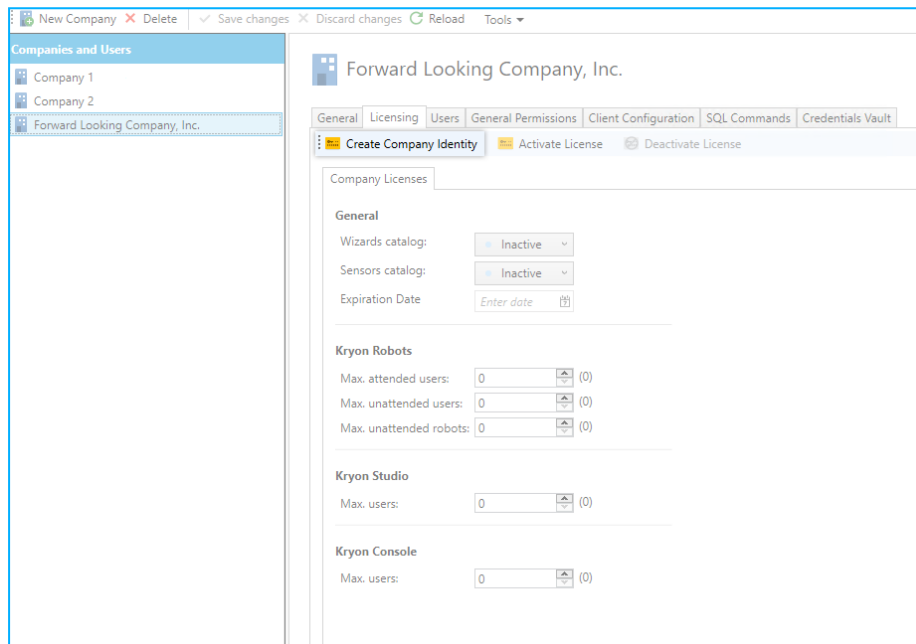 New Company Delete Save changes Discard changes Reload Tools
Companies and Users
Company 1
Company 2
Forward Looking Company, Inc.
Forward Looking Company, Inc.
General Licensing Users General Permissions Client Configuration SQL Commands Credentials Vault
Create Company Identity Activate License Deactivate License
Company Licenses
General
Wizards catalog: Inactive
Sensors catalog: Inactive
Expiration Date Enter date
Kryon Robots
Max. attended users: 0 (0)
Max. unattended users: 0 (0)
Max. unattended robots: 0 (0)
Kryon Studio
Max. users: 0 (0)
Kryon Console
Max. users: 0 (0)